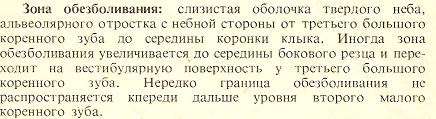 Зона обезболивания: слизистая оболочка твердого неба,
альвеолярного отростка с небной стороны от третьего большого
коренного зуба до середины коронки клыка. Иногда зона
обезболивания увеличивается до середины бокового резца и пере-
ходит на вестибулярную поверхность у третьего большого
коренного зуба. Нередко граница обезболивания не
распространяется кпереди дальше уровня второго малого
коренного зуба.